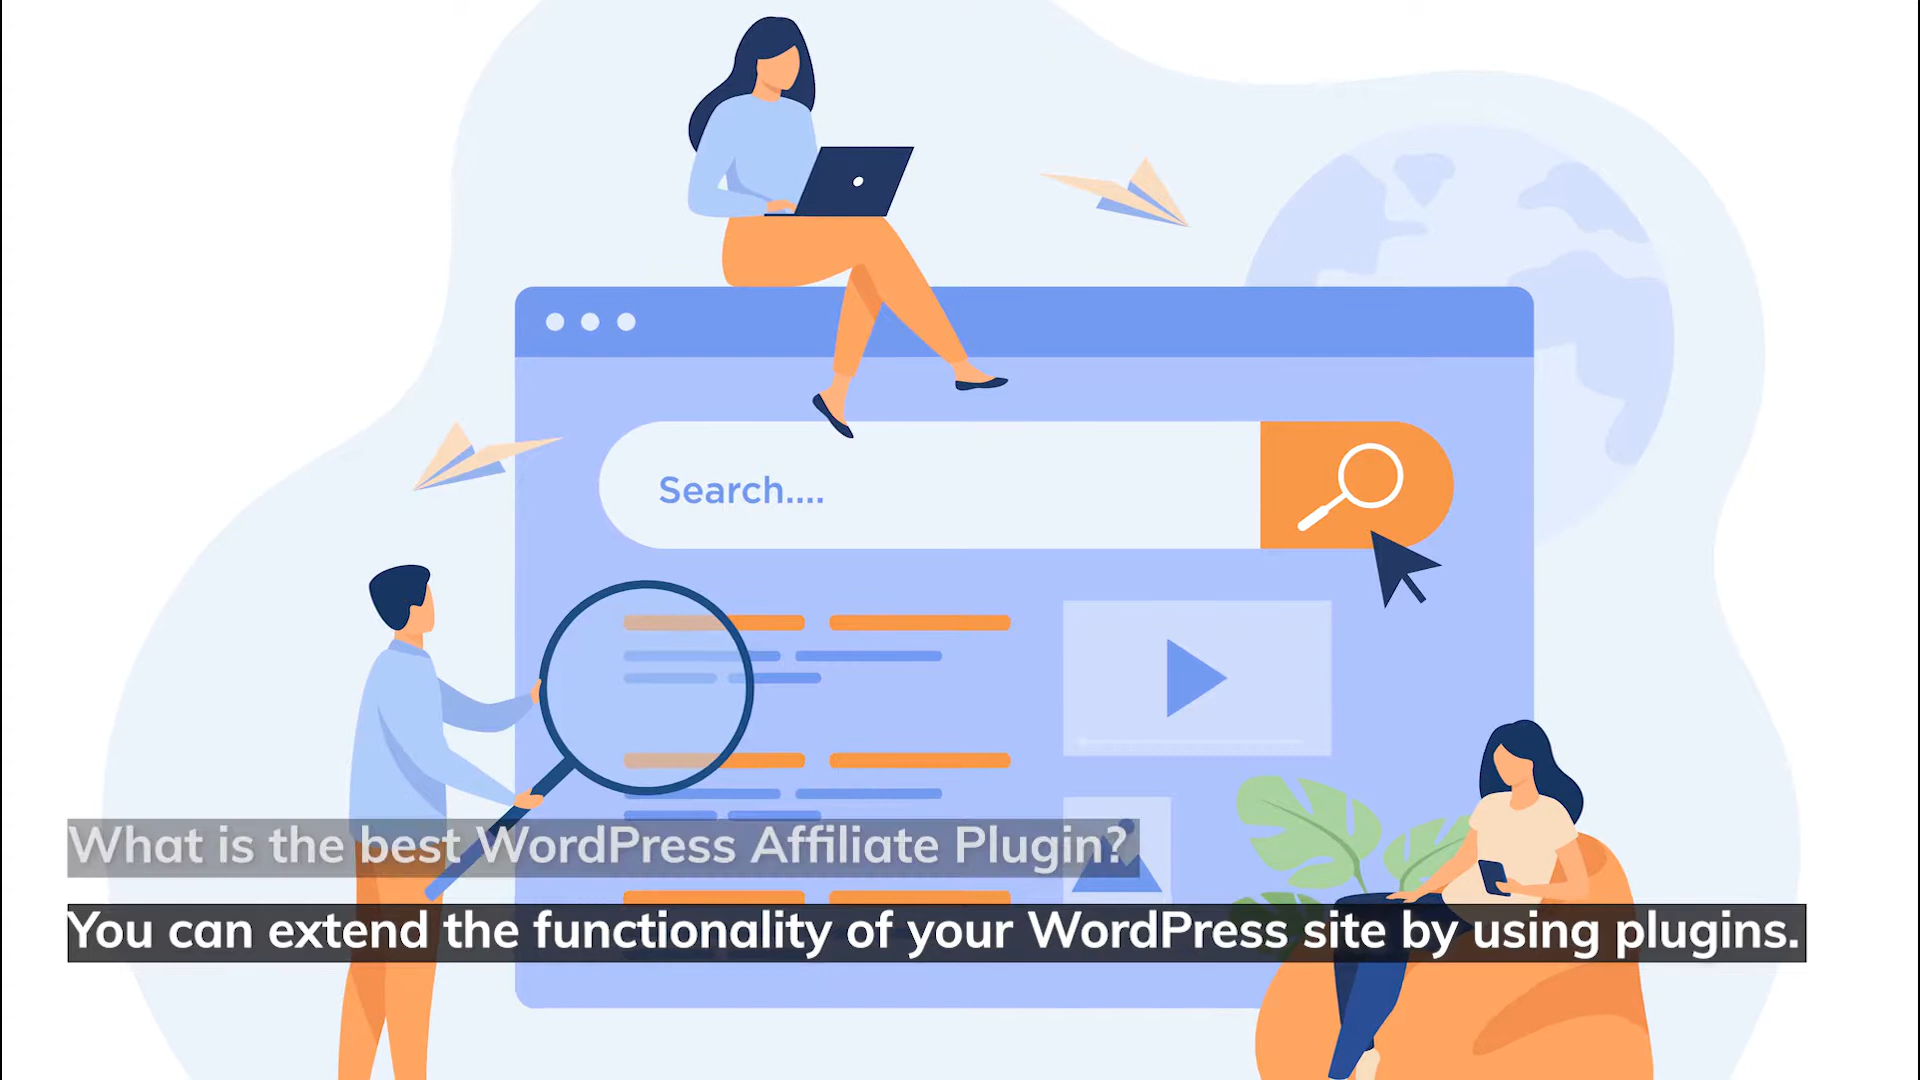 Search....
What is the best WordPress Affiliate Plugin?
You can extend the functionality of your WordPress site by using plugins.